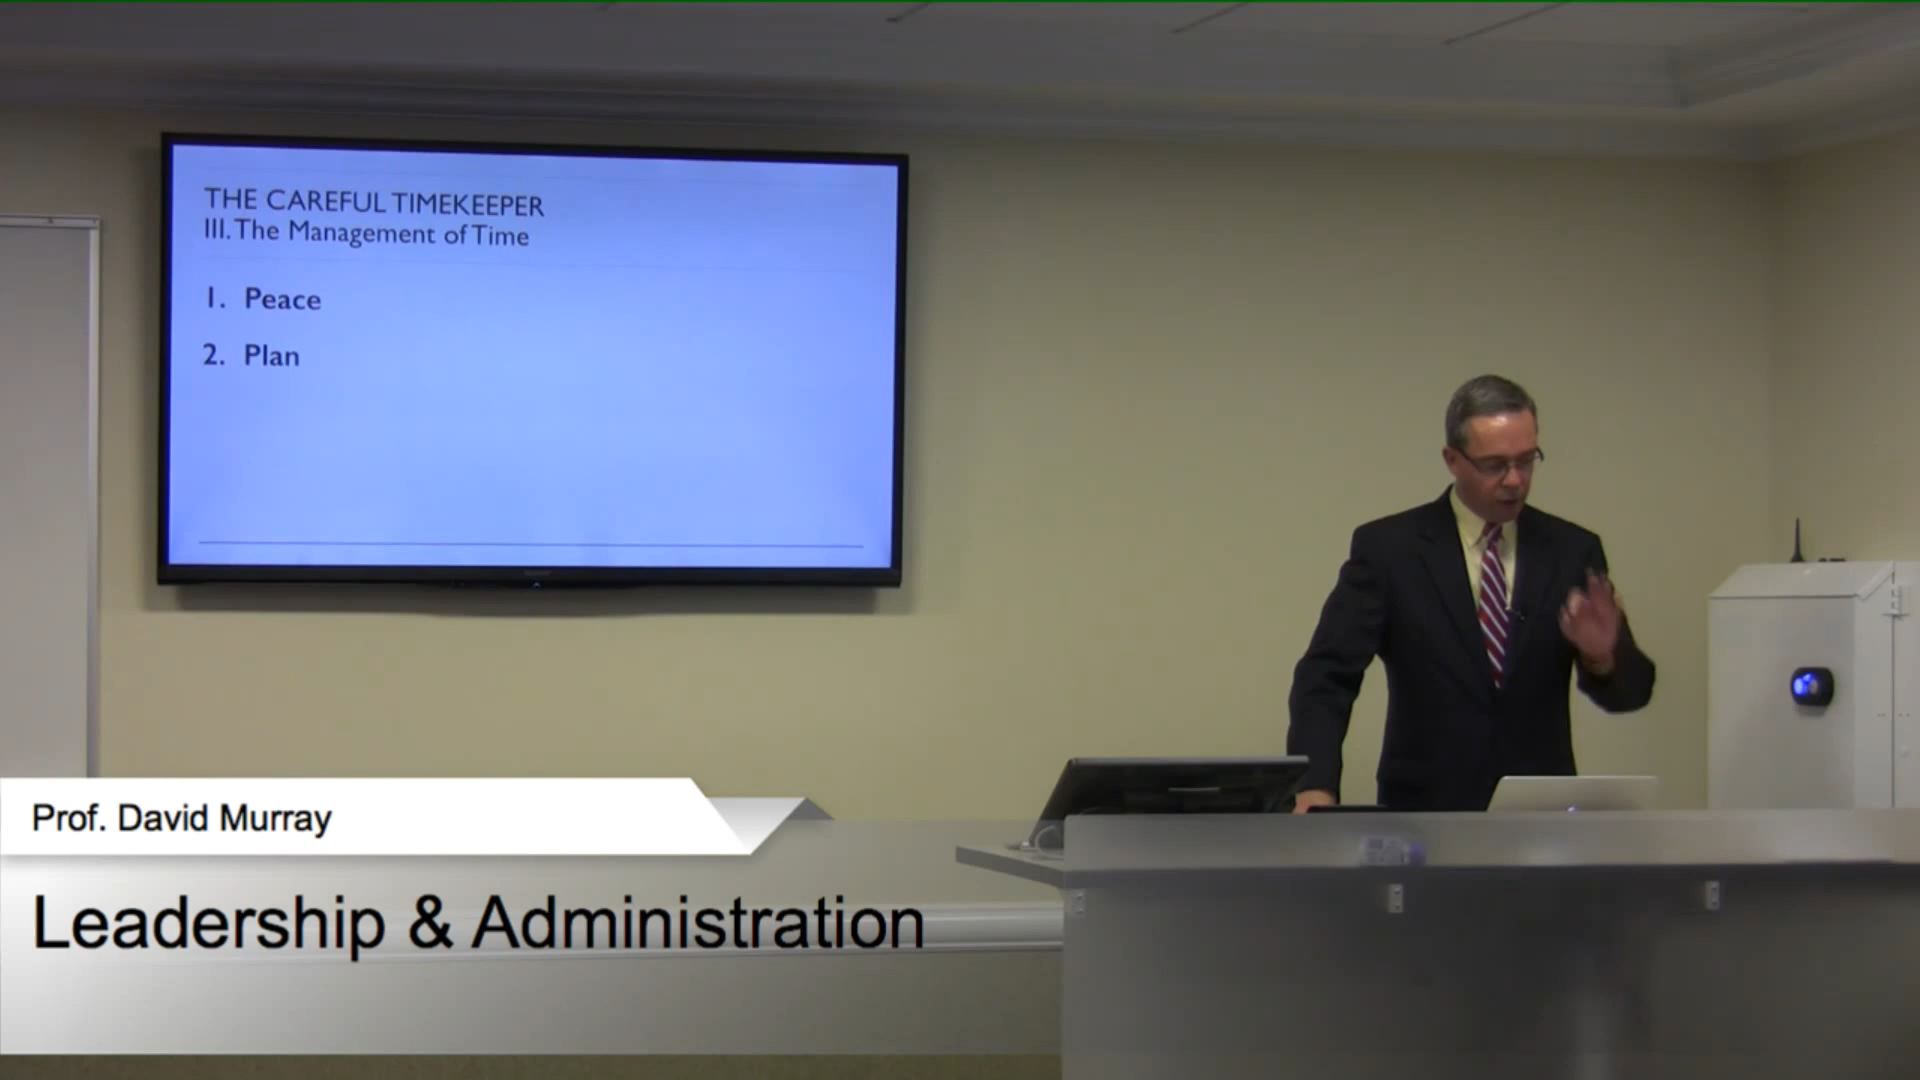 THE CAREFUL TIMEKEEPER
III. The Management of Time
1. Peace
2. Plan
Prof. David Murray
Leadership & Administration